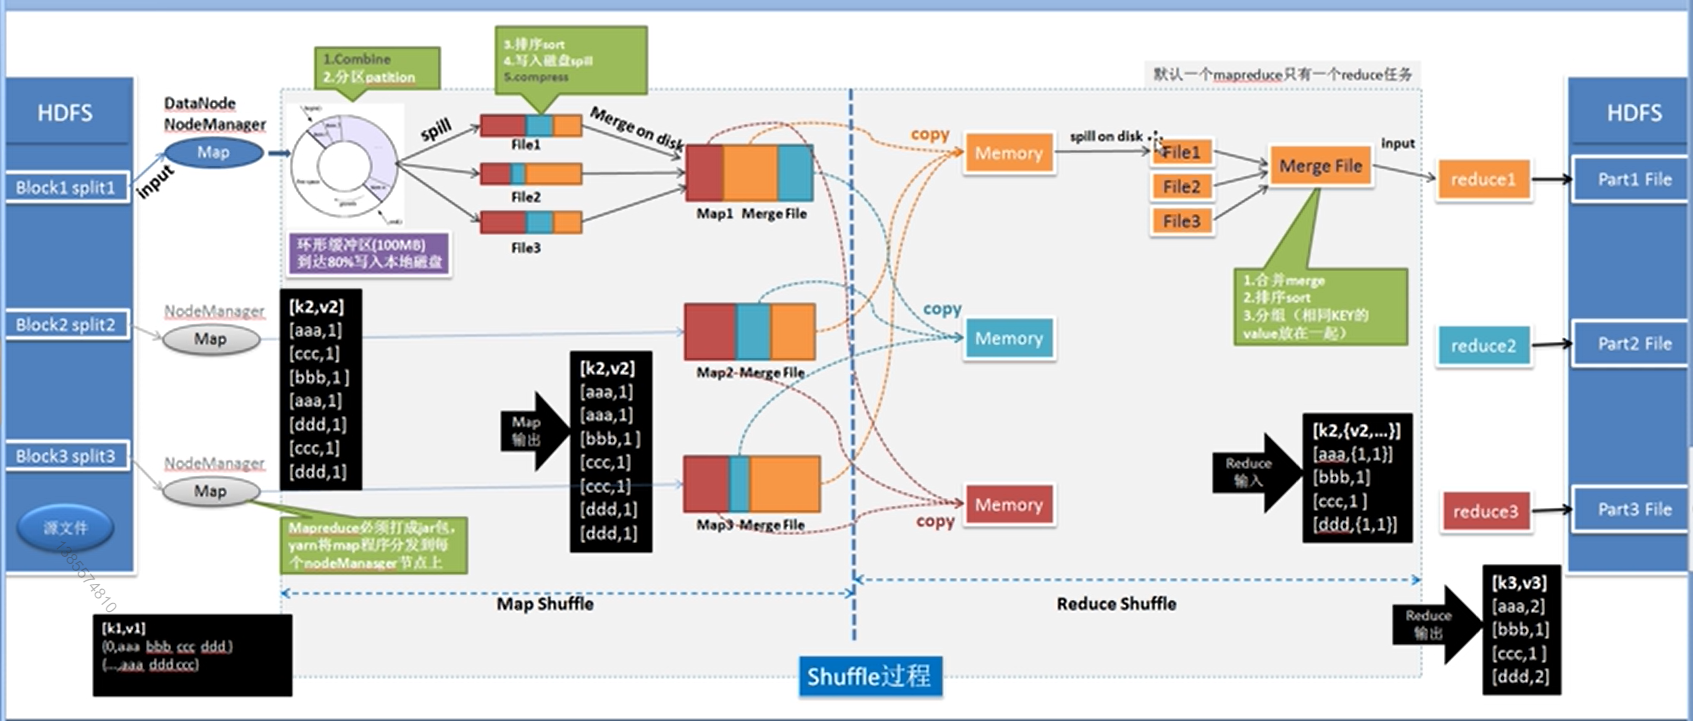 1.Combine
2.分区patition
3.排序sort
4.写入磁盘spill
5.compress
默认一个mapreduce只有一个reduce任务
HDFS
Block1 split1
Block2 split2
Block3 split3
源文件
input
DataNode
NodeManager
Map
环形缓冲区(100MB)
到达80%写入本地磁盘
spill
File1
File2
File3
Merge on disk
Map1 Merge File
NodeManager
Map
[k2,v2]
[aaa,1]
[ccc,1]
[bbb,1]
[aaa,1]
[ddd,1]
[ccc,1]
[ddd,1]
Map2 Merge File
NodeManager
Map
Mapreduce必须打成jar包，
yarn将map程序分发到每
个nodeManasger节点上
Map
输出
[k2,v2]
[aaa,1]
[aaa,1]
[bbb,1]
[ccc,1]
[ccc,1]
[ddd,1]
[ddd,1]
Map3 Merge File
copy
Memory
copy
Memory
copy
Memory
spill on disk
File1
File2
File3
Merge File
input
1.合并merge
2.排序sort
3.分组（相同KEY的
value放在一起）
reduce1
reduce2
reduce3
HDFS
Part1 File
Part2 File
Part3 File
Reduce
输入
[k2,{v2,...}]
[aaa,{1,1}]
[bbb,1]
[ccc,1]
[ddd,{1,1}]
Map Shuffle
Reduce Shuffle
Reduce
输出
[k3,v3]
[aaa,2]
[bbb,1]
[ccc,1]
[ddd,2]
[k1,v1]
{0,aaa bbb ccc ddd}
{...,aaa ddd ccc}
Shuffle过程